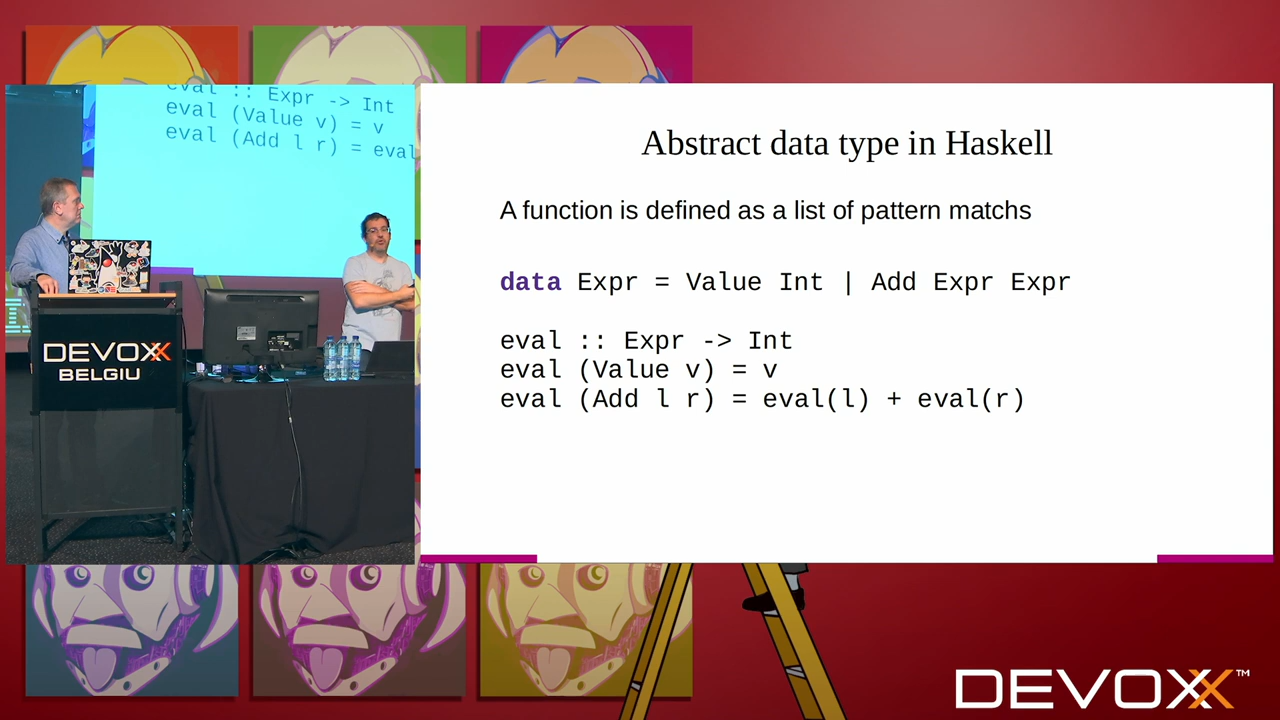 eval :: Expr -> Int
eval (Value v) = v
eval (Add l r) = eval
DEVOXX
BELGIU
Abstract data type in Haskell
A function is defined as a list of pattern matchs
data Expr = Value Int | Add Expr Expr
eval :: Expr -> Int
eval (Value v) = v
eval (Add l r) = eval(l) + eval(r)
DEVOXX™